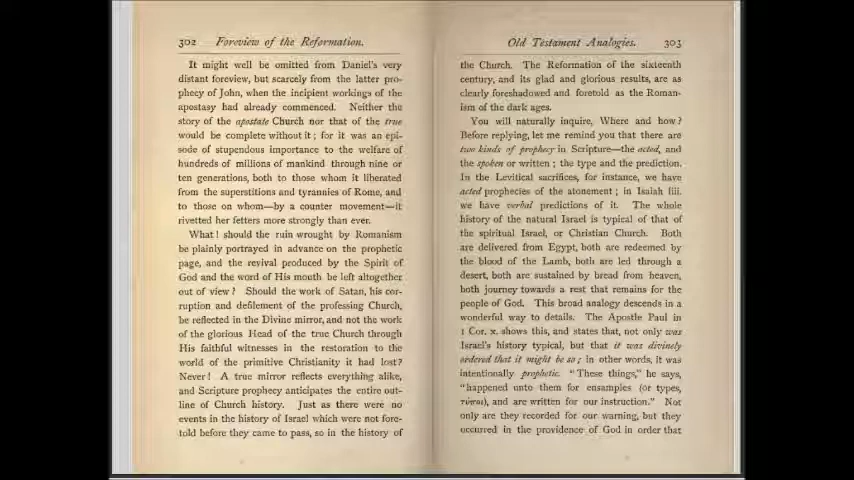 302 Foreview of the Reformation.
It might well be omitted from Daniel's very
distant foreview, but scarcely from the latter pro-
phecy of John, when the incipient workings of the
apostasy had already commenced. Neither the
story of the apostate Church nor that of the true
would be complete without it; for it was an epi-
sode of stupendous importance to the welfare of
hundreds of millions of mankind through nine or
ten generations, both to those whom it liberated
from the superstitions and tyrannies of Rome, and
to those on whom—by a counter movement—it
rivetted her fetters more strongly than ever.
What! should the ruin wrought by Romanism
be plainly portrayed in advance on the prophetic
page, and the revival produced by the Spirit of
God and the word of His mouth be left altogether
out of view? Should the work of Satan, his cor-
ruption and defilement of the professing Church,
be reflected in the Divine mirror, and not the work
of the glorious Head of the true Church through
His faithful witnesses in the restoration to the
world of the primitive Christianity it had lost?
Never! A true mirror reflects everything alike,
and Scripture prophecy anticipates the entire out-
line of Church history. Just as there were no
events in the history of Israel which were not fore-
told before they came to pass, so in the history of
Old Testament Analogies. 303
the Church. The Reformation of the sixteenth
century, and its glad and glorious results, are as
clearly foreshadowed and foretold as the Roman-
ism of the dark ages.
You will naturally inquire, Where and how?
Before replying, let me remind you that there are
two kinds of prophecy in Scripture—the acted, and
the spoken or written; the type and the prediction.
In the Levitical sacrifices, for instance, we have
acted prophecies of the atonement; in Isaiah liii.
we have verbal predictions of it. The whole
history of the natural Israel is typical of that of
the spiritual Israel, or Christian Church. Both
are delivered from Egypt, both are redeemed by
the blood of the Lamb, both are led through a
desert, both are sustained by bread from heaven,
both journey towards a rest that remains for the
people of God. This broad analogy descends in a
wonderful way to details. The Apostle Paul in
1 Cor. x. shows this, and states that, not only was
Israel's history typical, but that it was divinely
ordered that it might be so; in other words, it was
intentionally prophetic. "These things," he says,
"happened unto them for ensamples (or types,
τύποι), and are written for our instruction." Not
only are they recorded for our warning, but they
occurred in the providence of God in order that